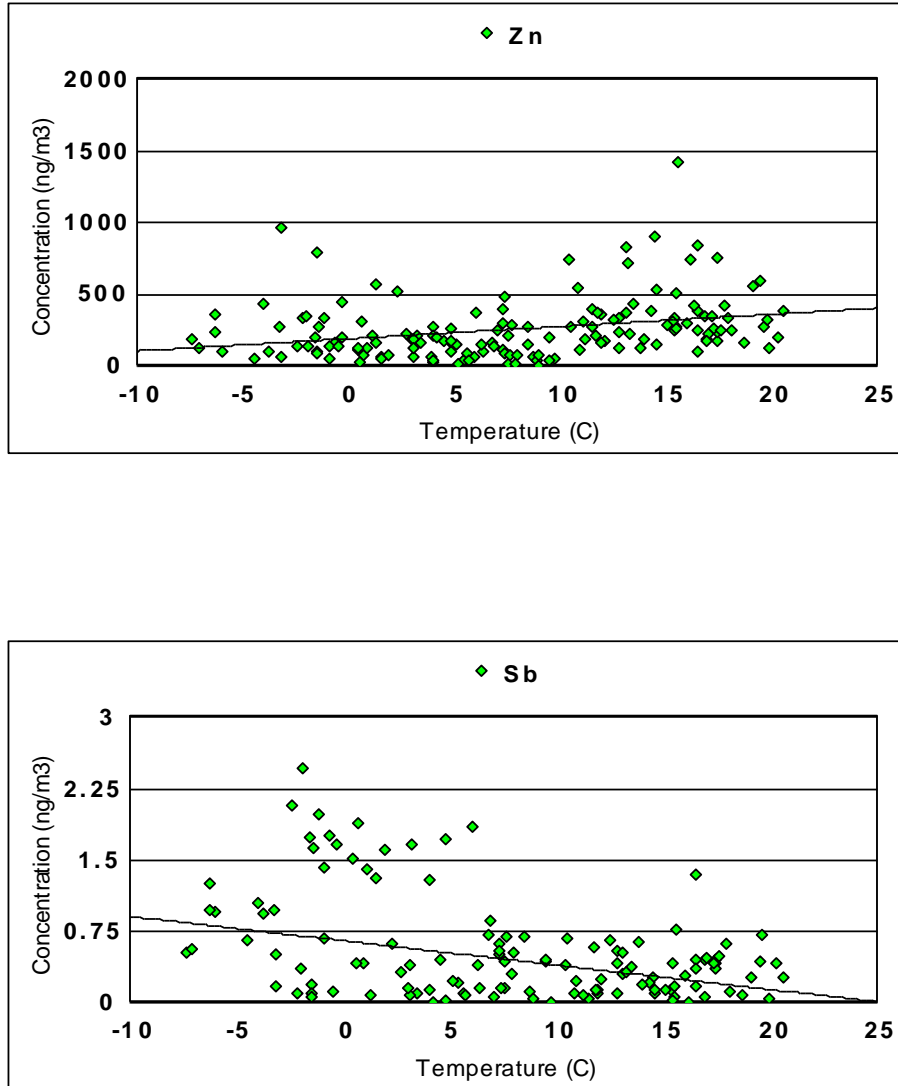 Zn
2000
1500
1000
500
0
-10 -5 0 5 10 15 20 25
Temperature (C)
Concentration (ng/m3)
Sb
3
2.25
1.5
0.75
0
-10 -5 0 5 10 15 20 25
Temperature (C)
Concentration (ng/m3)